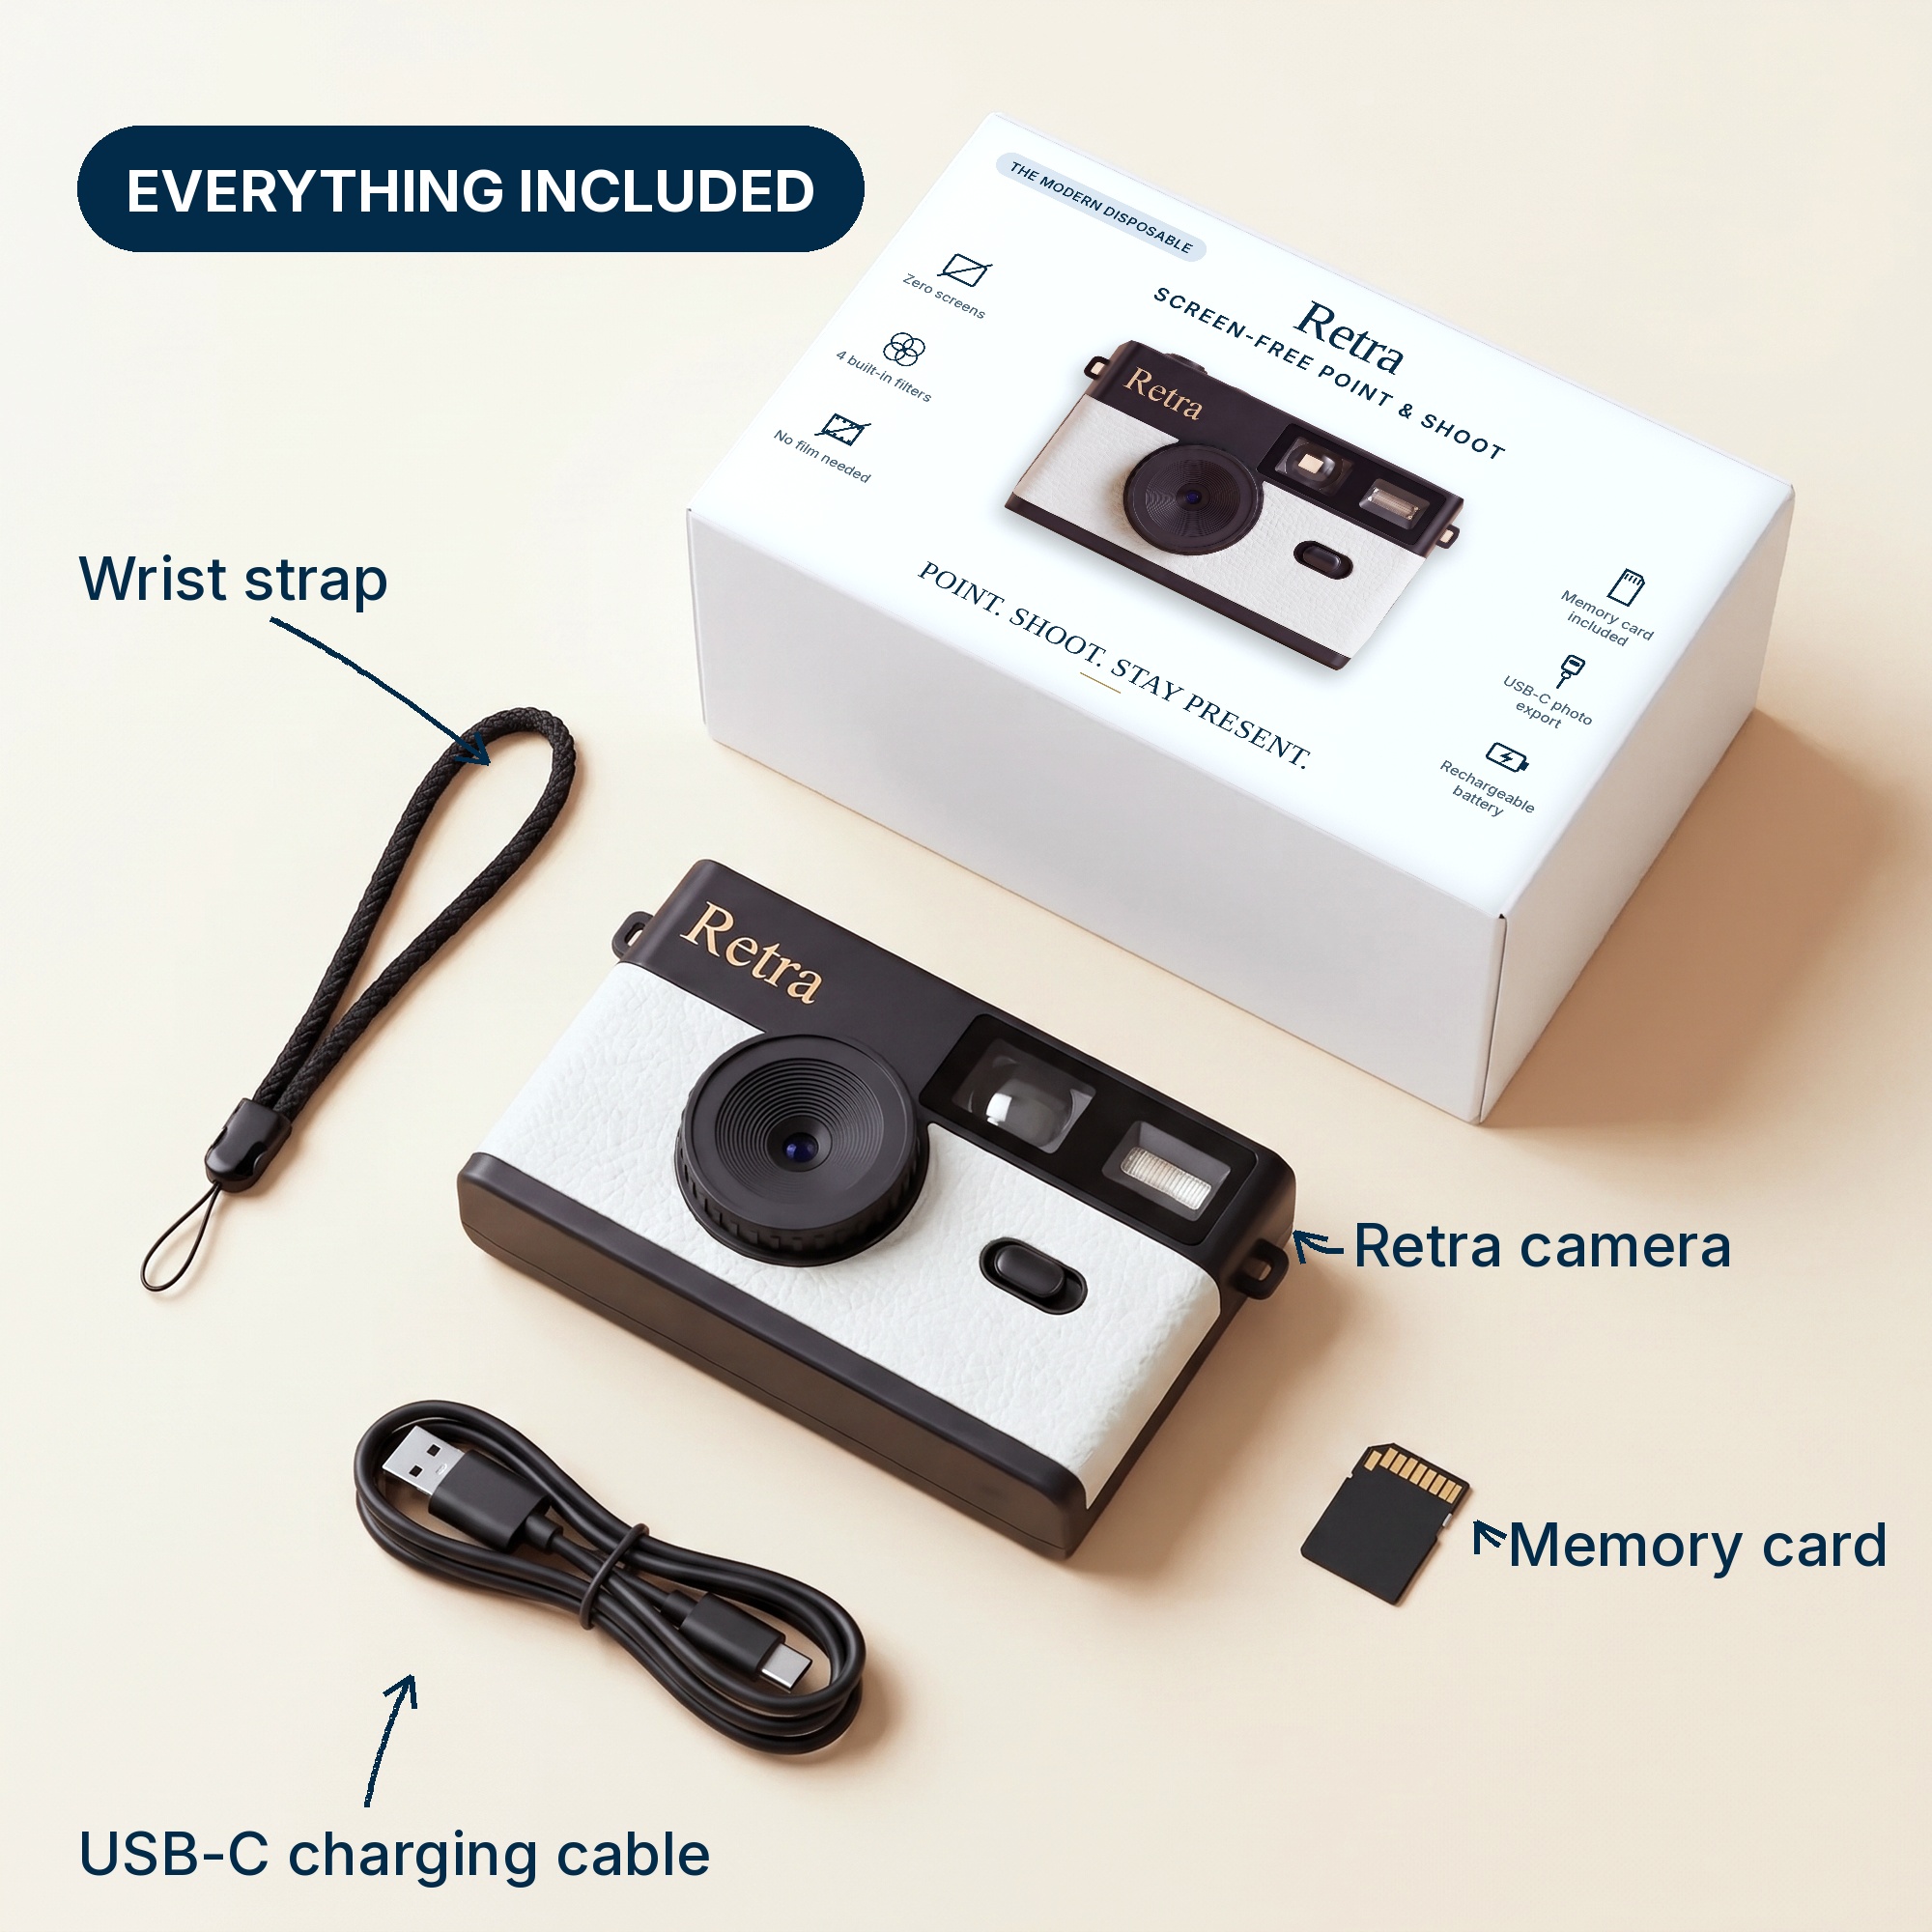 EVERYTHING INCLUDED
THE MODERN DISPOSABLE
Zero screens
4 built-in filters
No film needed
Retra
SCREEN-FREE POINT & SHOOT
Retra
POINT. SHOOT. STAY PRESENT.
Memory card
included
USB-C photo
export
Rechargeable
battery
Wrist strap
Retra
Retra camera
Memory card
USB-C charging cable